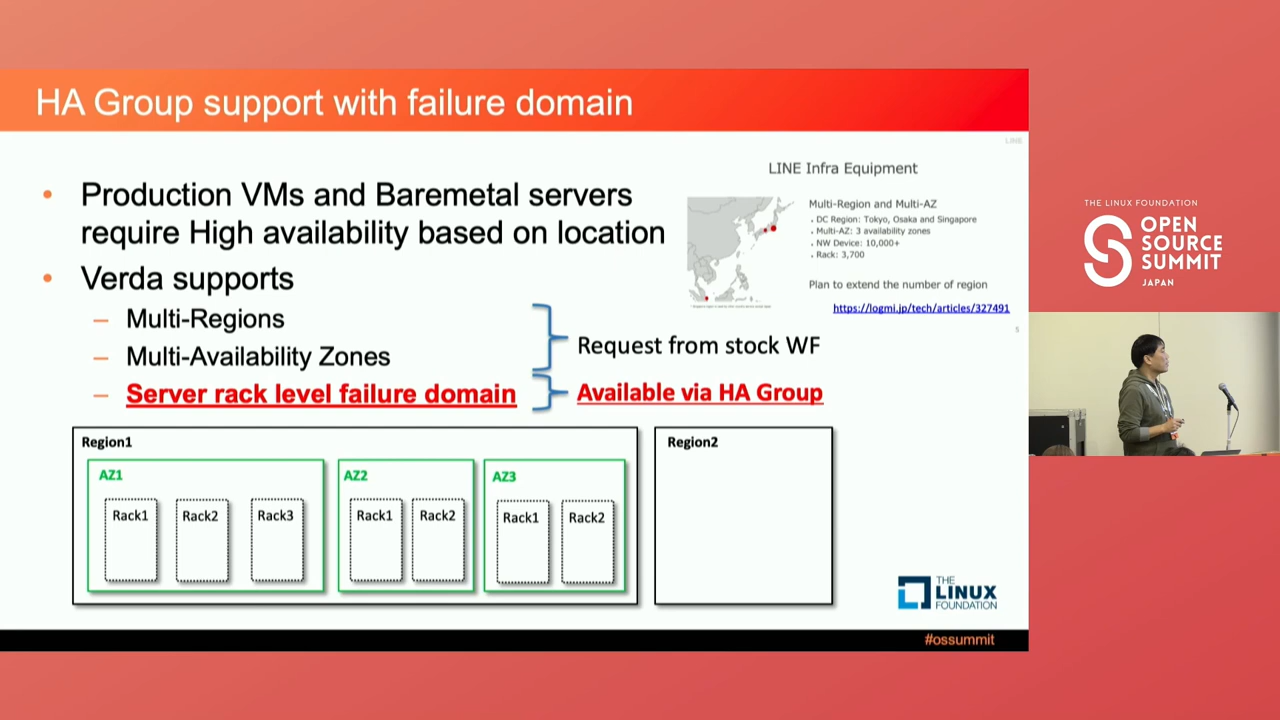 HA Group support with failure domain
LINE
• Production VMs and Baremetal servers
require High availability based on location
• Verda supports
– Multi-Regions
– Multi-Availability Zones
– Server rack level failure domain
Request from stock WF
Available via HA Group
LINE Infra Equipment
Multi-Region and Multi-AZ
• DC Region: Tokyo, Osaka and Singapore
• Multi-AZ: 3 availability zones
• NW Device: 10,000+
• Rack: 3,700
Plan to extend the number of region
https://logmi.jp/tech/articles/327491
5
Region1
AZ1
Rack1
Rack2
Rack3
AZ2
Rack1
Rack2
AZ3
Rack1
Rack2
Region2
THE
LINUX
FOUNDATION
#ossummit
THE LINUX FOUNDATION
OPEN
SOURCE
SUMMIT
JAPAN